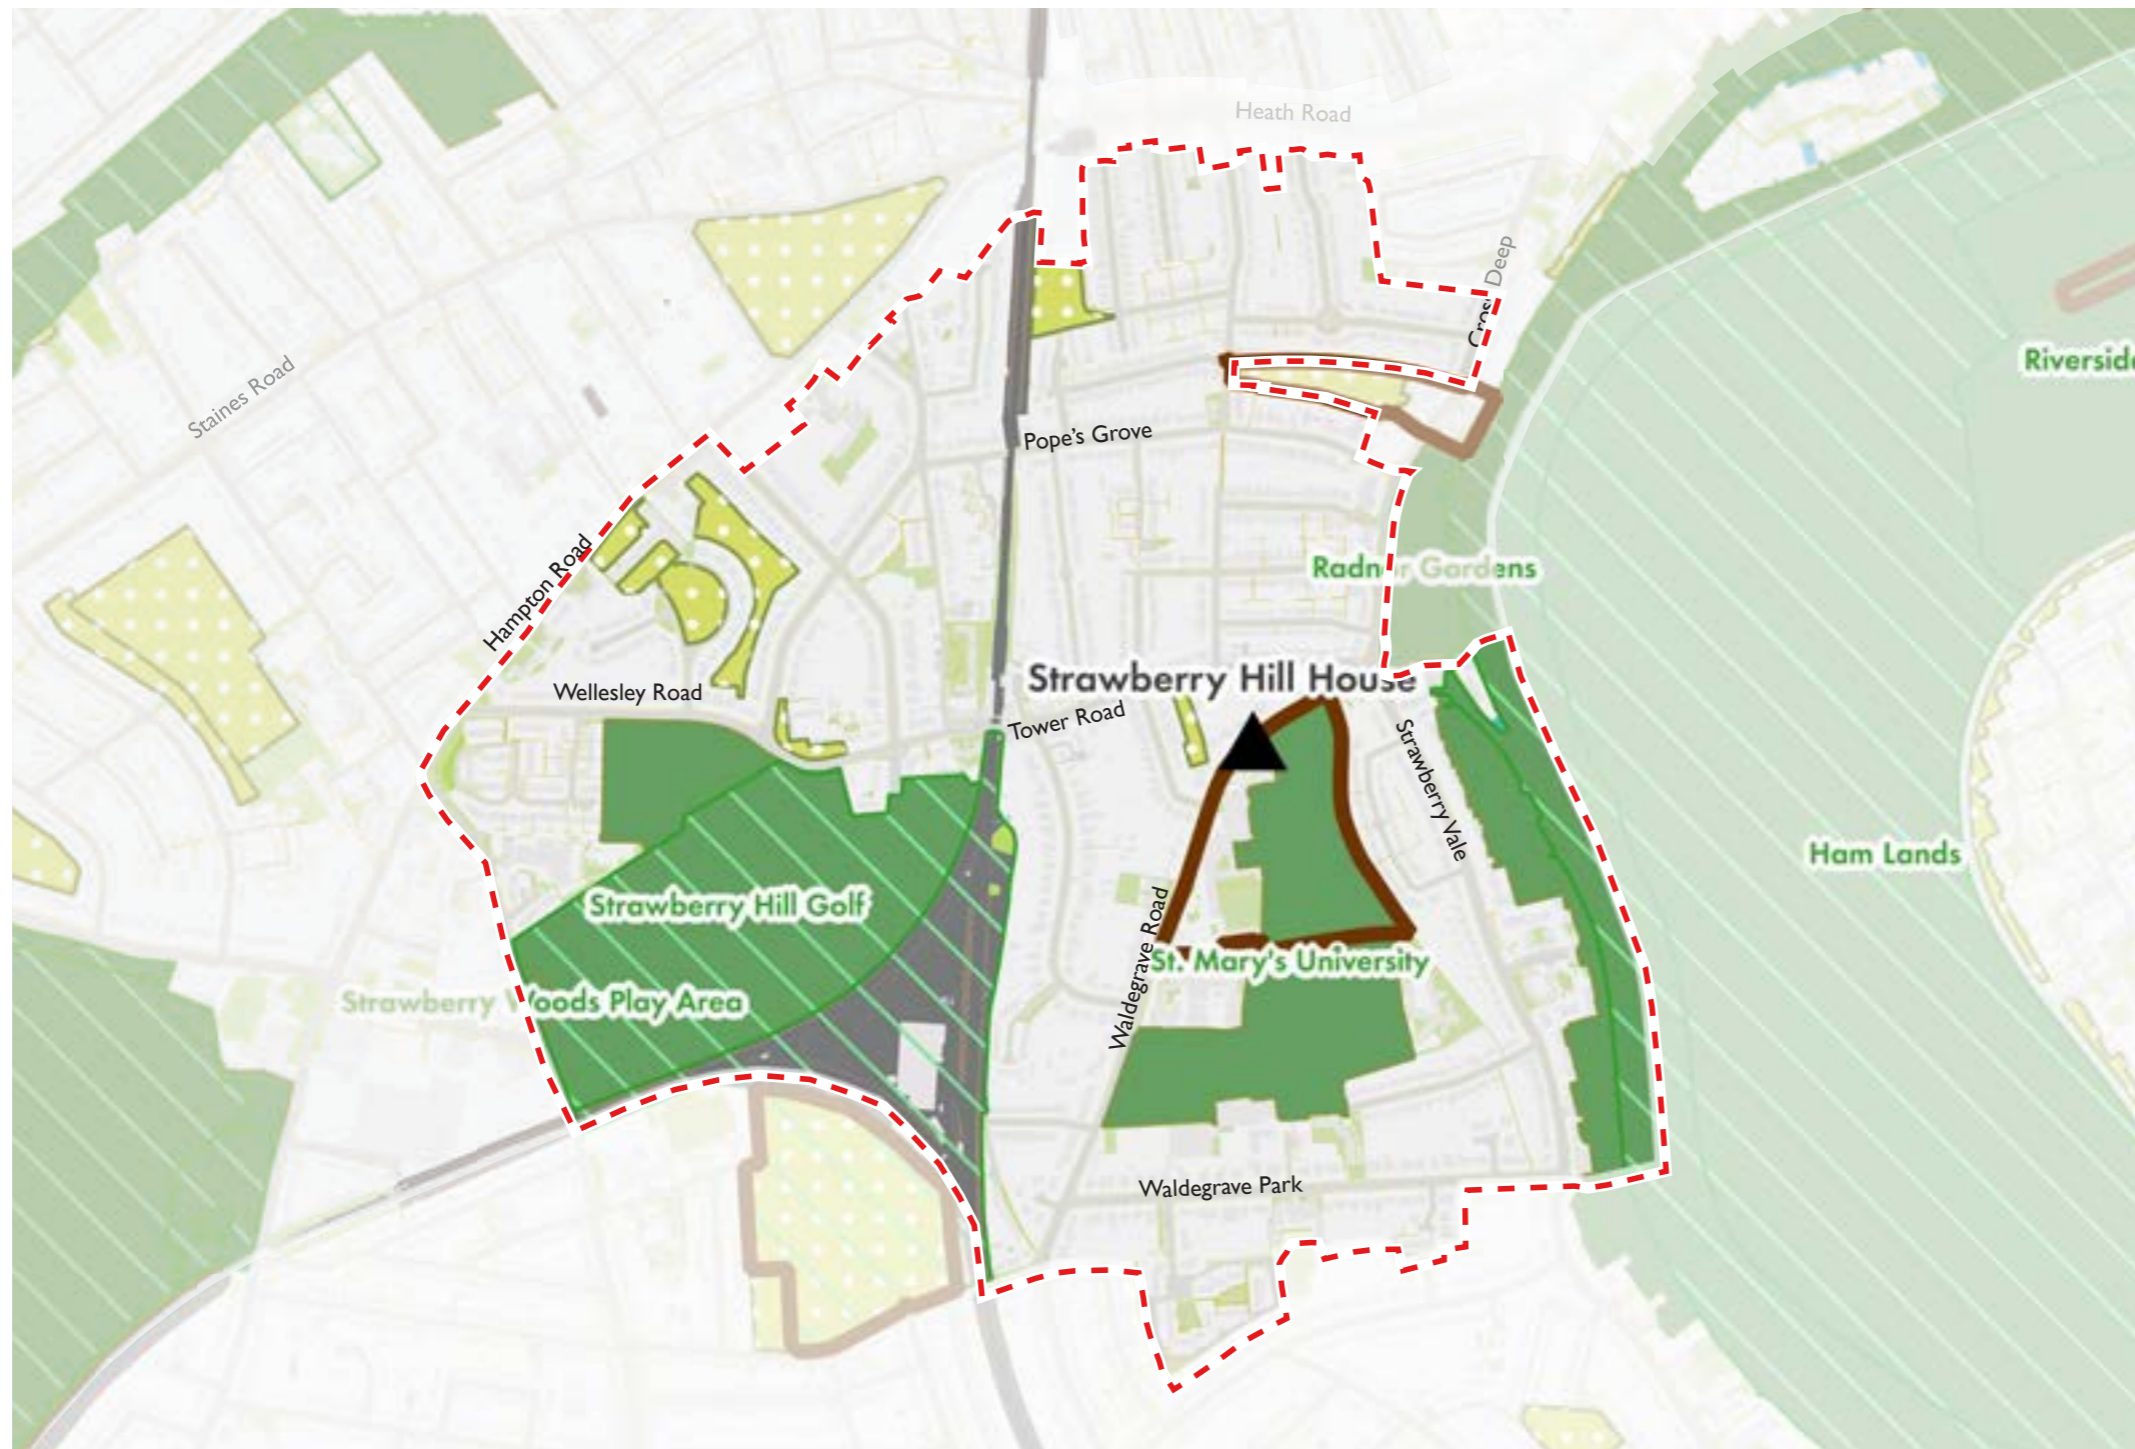 Heath Road
Cross Deep
Riverside
Staines Road
Pope's Grove
Hampton Road
Radnor Gardens
Strawberry Hill House
Wellesley Road
Tower Road
Strawberry Vale
Ham Lands
Strawberry Hill Golf
Waldegrave Road
St. Mary's University
Strawberry Woods Play Area
Waldegrave Park